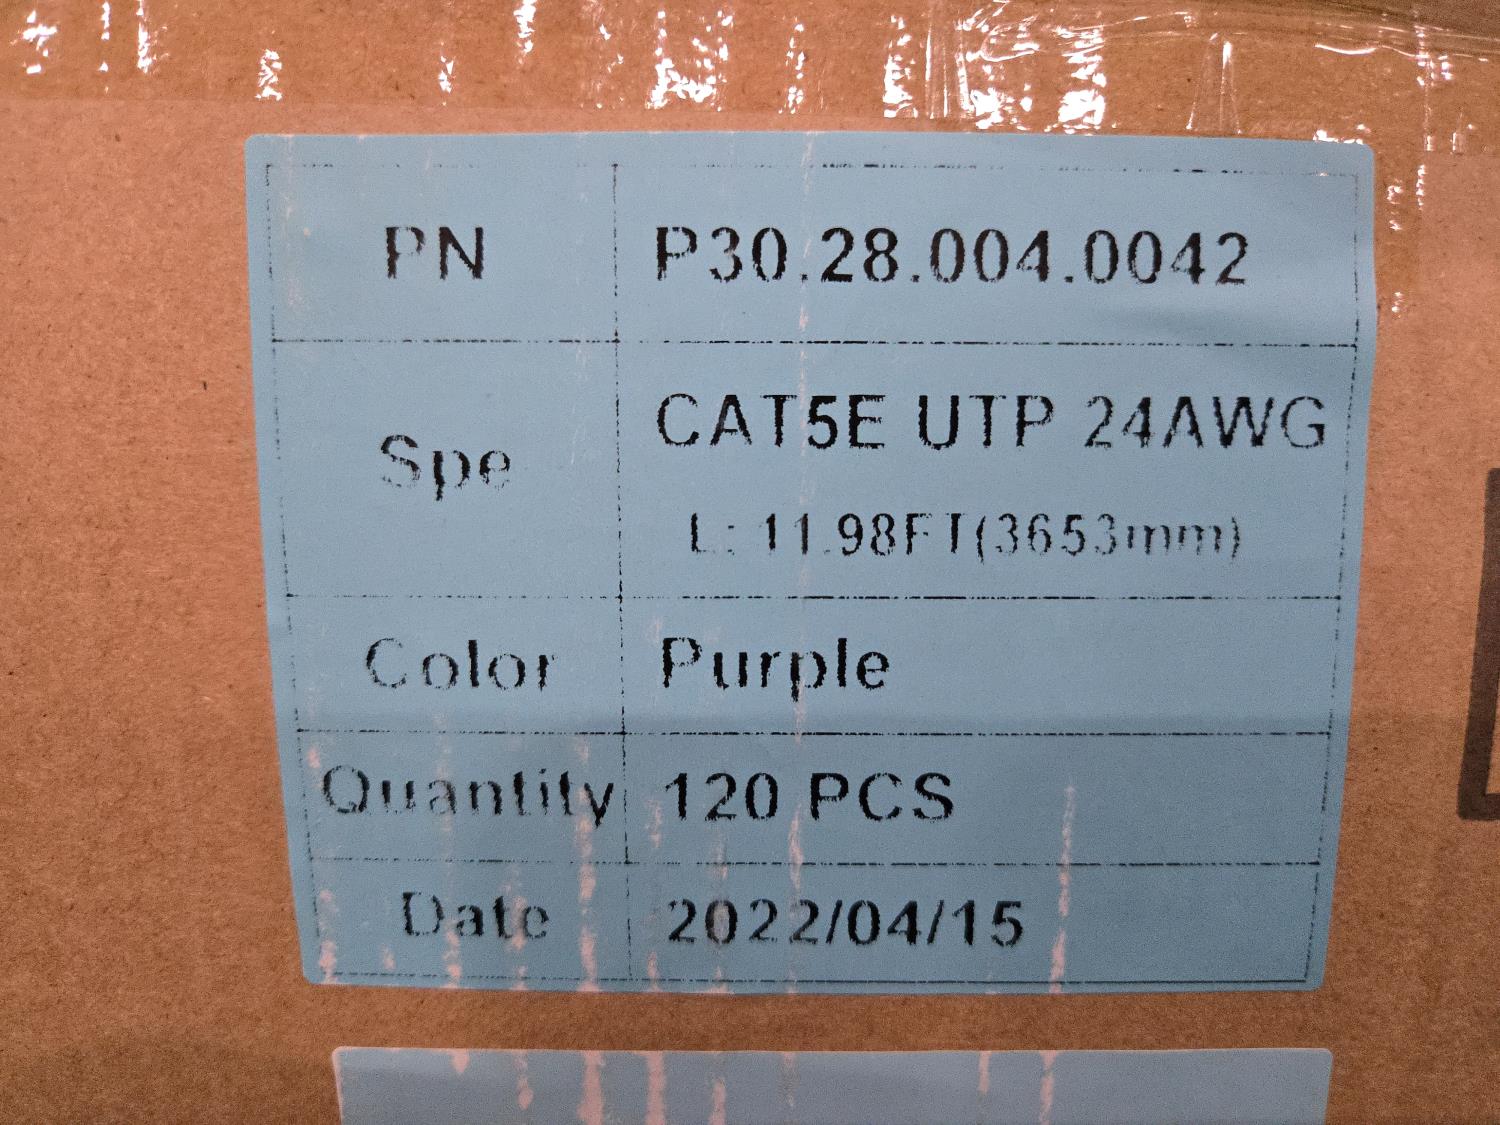 PN P30.28.004.0042
Spe CAT5E UTP 24AWG
L: 11.98FT(3653mm)
Color Purple
Quantity 120 PCS
Date 2022/04/15